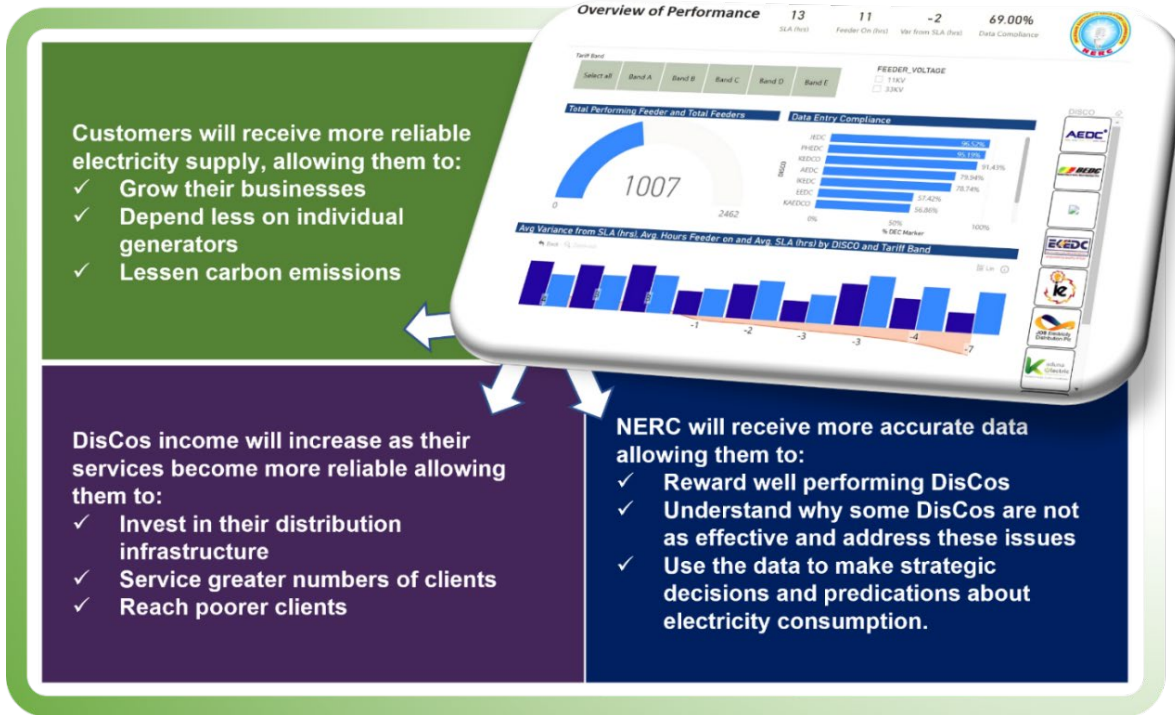 Overview of Performance
13
SLA (hrs)
11
Feeder On (hrs)
-2
Var from SLA (hrs)
69.00%
Data Compliance
NERC
Tariff Band
Select all
Band A
Band B
Band C
Band D
Band E
FEEDER_VOLTAGE
11KV
33KV
Total Performing Feeder and Total Feeders
1007
0
2462
Data Entry Compliance
DISCO
JEDC
96.52%
PHEDC
95.19%
KEDCO
91.43%
AEDC
79.94%
IKEDC
78.74%
EEDC
57.42%
KAEDCO
56.86%
0%
50%
100%
% DEC Marker
DISCO
AEDC
BEDC
EKEDC
ie
JOS Electricity
Distribution Plc
Avg Variance from SLA (hrs), Avg. Hours Feeder on and Avg. SLA (hrs) by DISCO and Tariff Band
Back
-1
-2
-3
-3
-4
-7
Customers will receive more reliable
electricity supply, allowing them to:
✓ Grow their businesses
✓ Depend less on individual
generators
✓ Lessen carbon emissions
DisCos income will increase as their
services become more reliable allowing
them to:
✓ Invest in their distribution
infrastructure
✓ Service greater numbers of clients
✓ Reach poorer clients
NERC will receive more accurate data
allowing them to:
✓ Reward well performing DisCos
✓ Understand why some DisCos are not
as effective and address these issues
✓ Use the data to make strategic
decisions and predications about
electricity consumption.